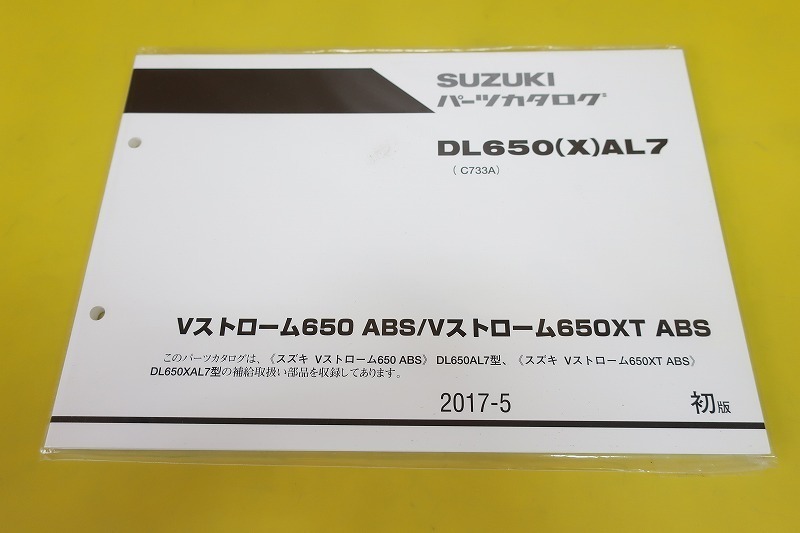 SUZUKI
パーツカタログ
DL650(X)AL7
( C733A)
Vストローム650 ABS/Vストローム650XT ABS
このパーツカタログは、《スズキ Vストローム650 ABS》 DL650AL7型、《スズキ Vストローム650XT ABS》
DL650XAL7型の補給取扱い部品を収録してあります。
2017-5 初版